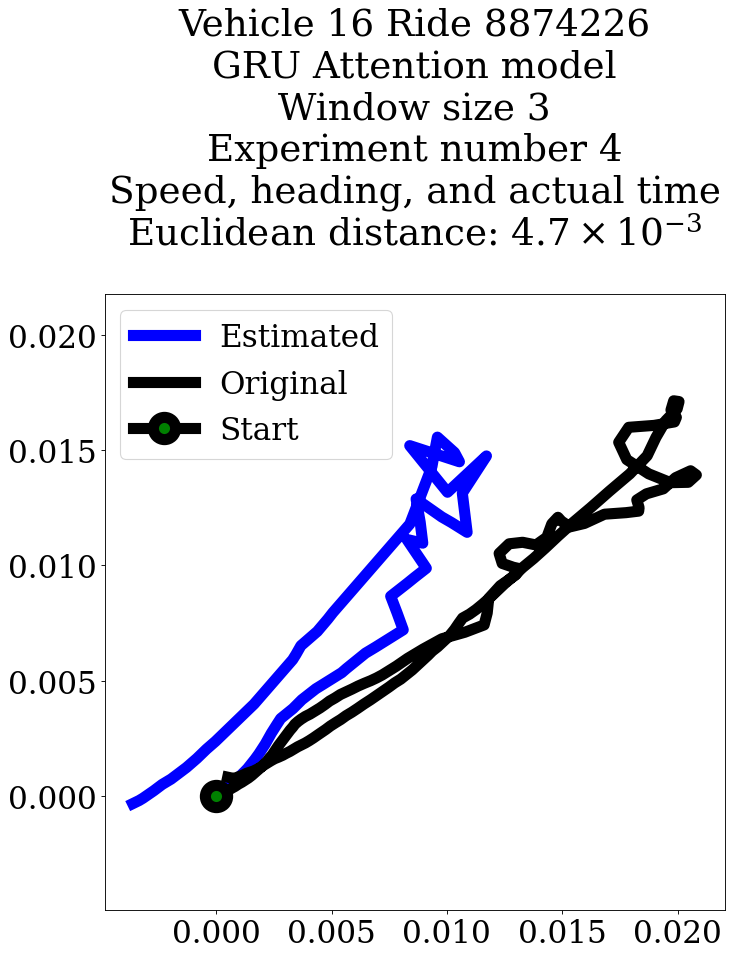 Vehicle 16 Ride 8874226
GRU Attention model
Window size 3
Experiment number 4
Speed, heading, and actual time
Euclidean distance: 4.7 × 10⁻³
Estimated
Original
Start
0.020
0.015
0.010
0.005
0.000
0.000 0.005 0.010 0.015 0.020